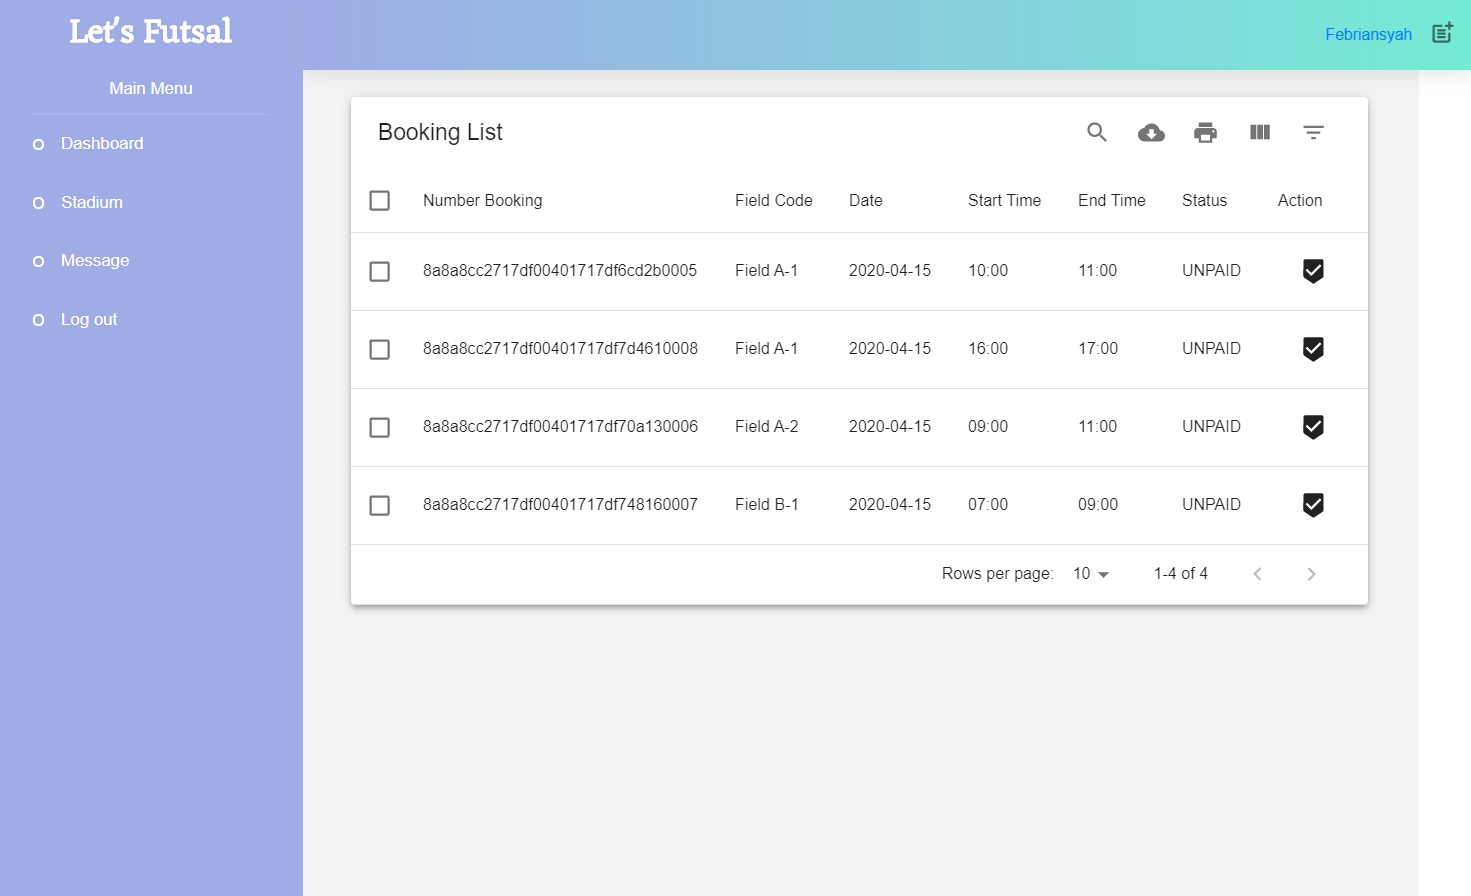 Let's Futsal
Febriansyah
Main Menu
Dashboard
Stadium
Message
Log out
Booking List
Number Booking Field Code Date Start Time End Time Status Action
8a8a8cc2717df00401717df6cd2b0005 Field A-1 2020-04-15 10:00 11:00 UNPAID
8a8a8cc2717df00401717df7d4610008 Field A-1 2020-04-15 16:00 17:00 UNPAID
8a8a8cc2717df00401717df70a130006 Field A-2 2020-04-15 09:00 11:00 UNPAID
8a8a8cc2717df00401717df748160007 Field B-1 2020-04-15 07:00 09:00 UNPAID
Rows per page: 10 1-4 of 4